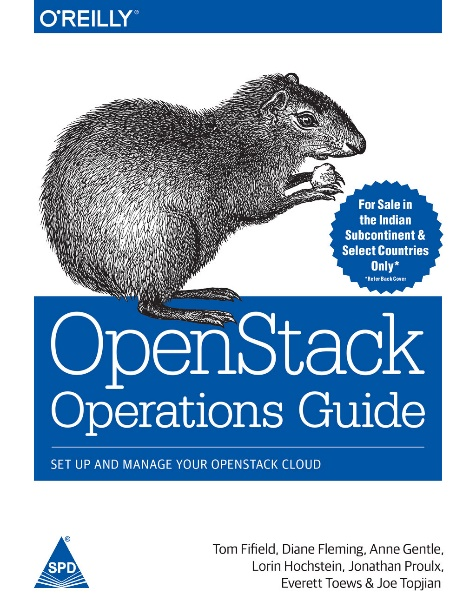 O'REILLY®
For Sale in
the Indian
Subcontinent &
Select Countries
Only*
*Refer Back Cover
OpenStack
Operations Guide
SET UP AND MANAGE YOUR OPENSTACK CLOUD
Tom Fifield, Diane Fleming, Anne Gentle,
Lorin Hochstein, Jonathan Proulx,
Everett Toews & Joe Topjian
®
SPD